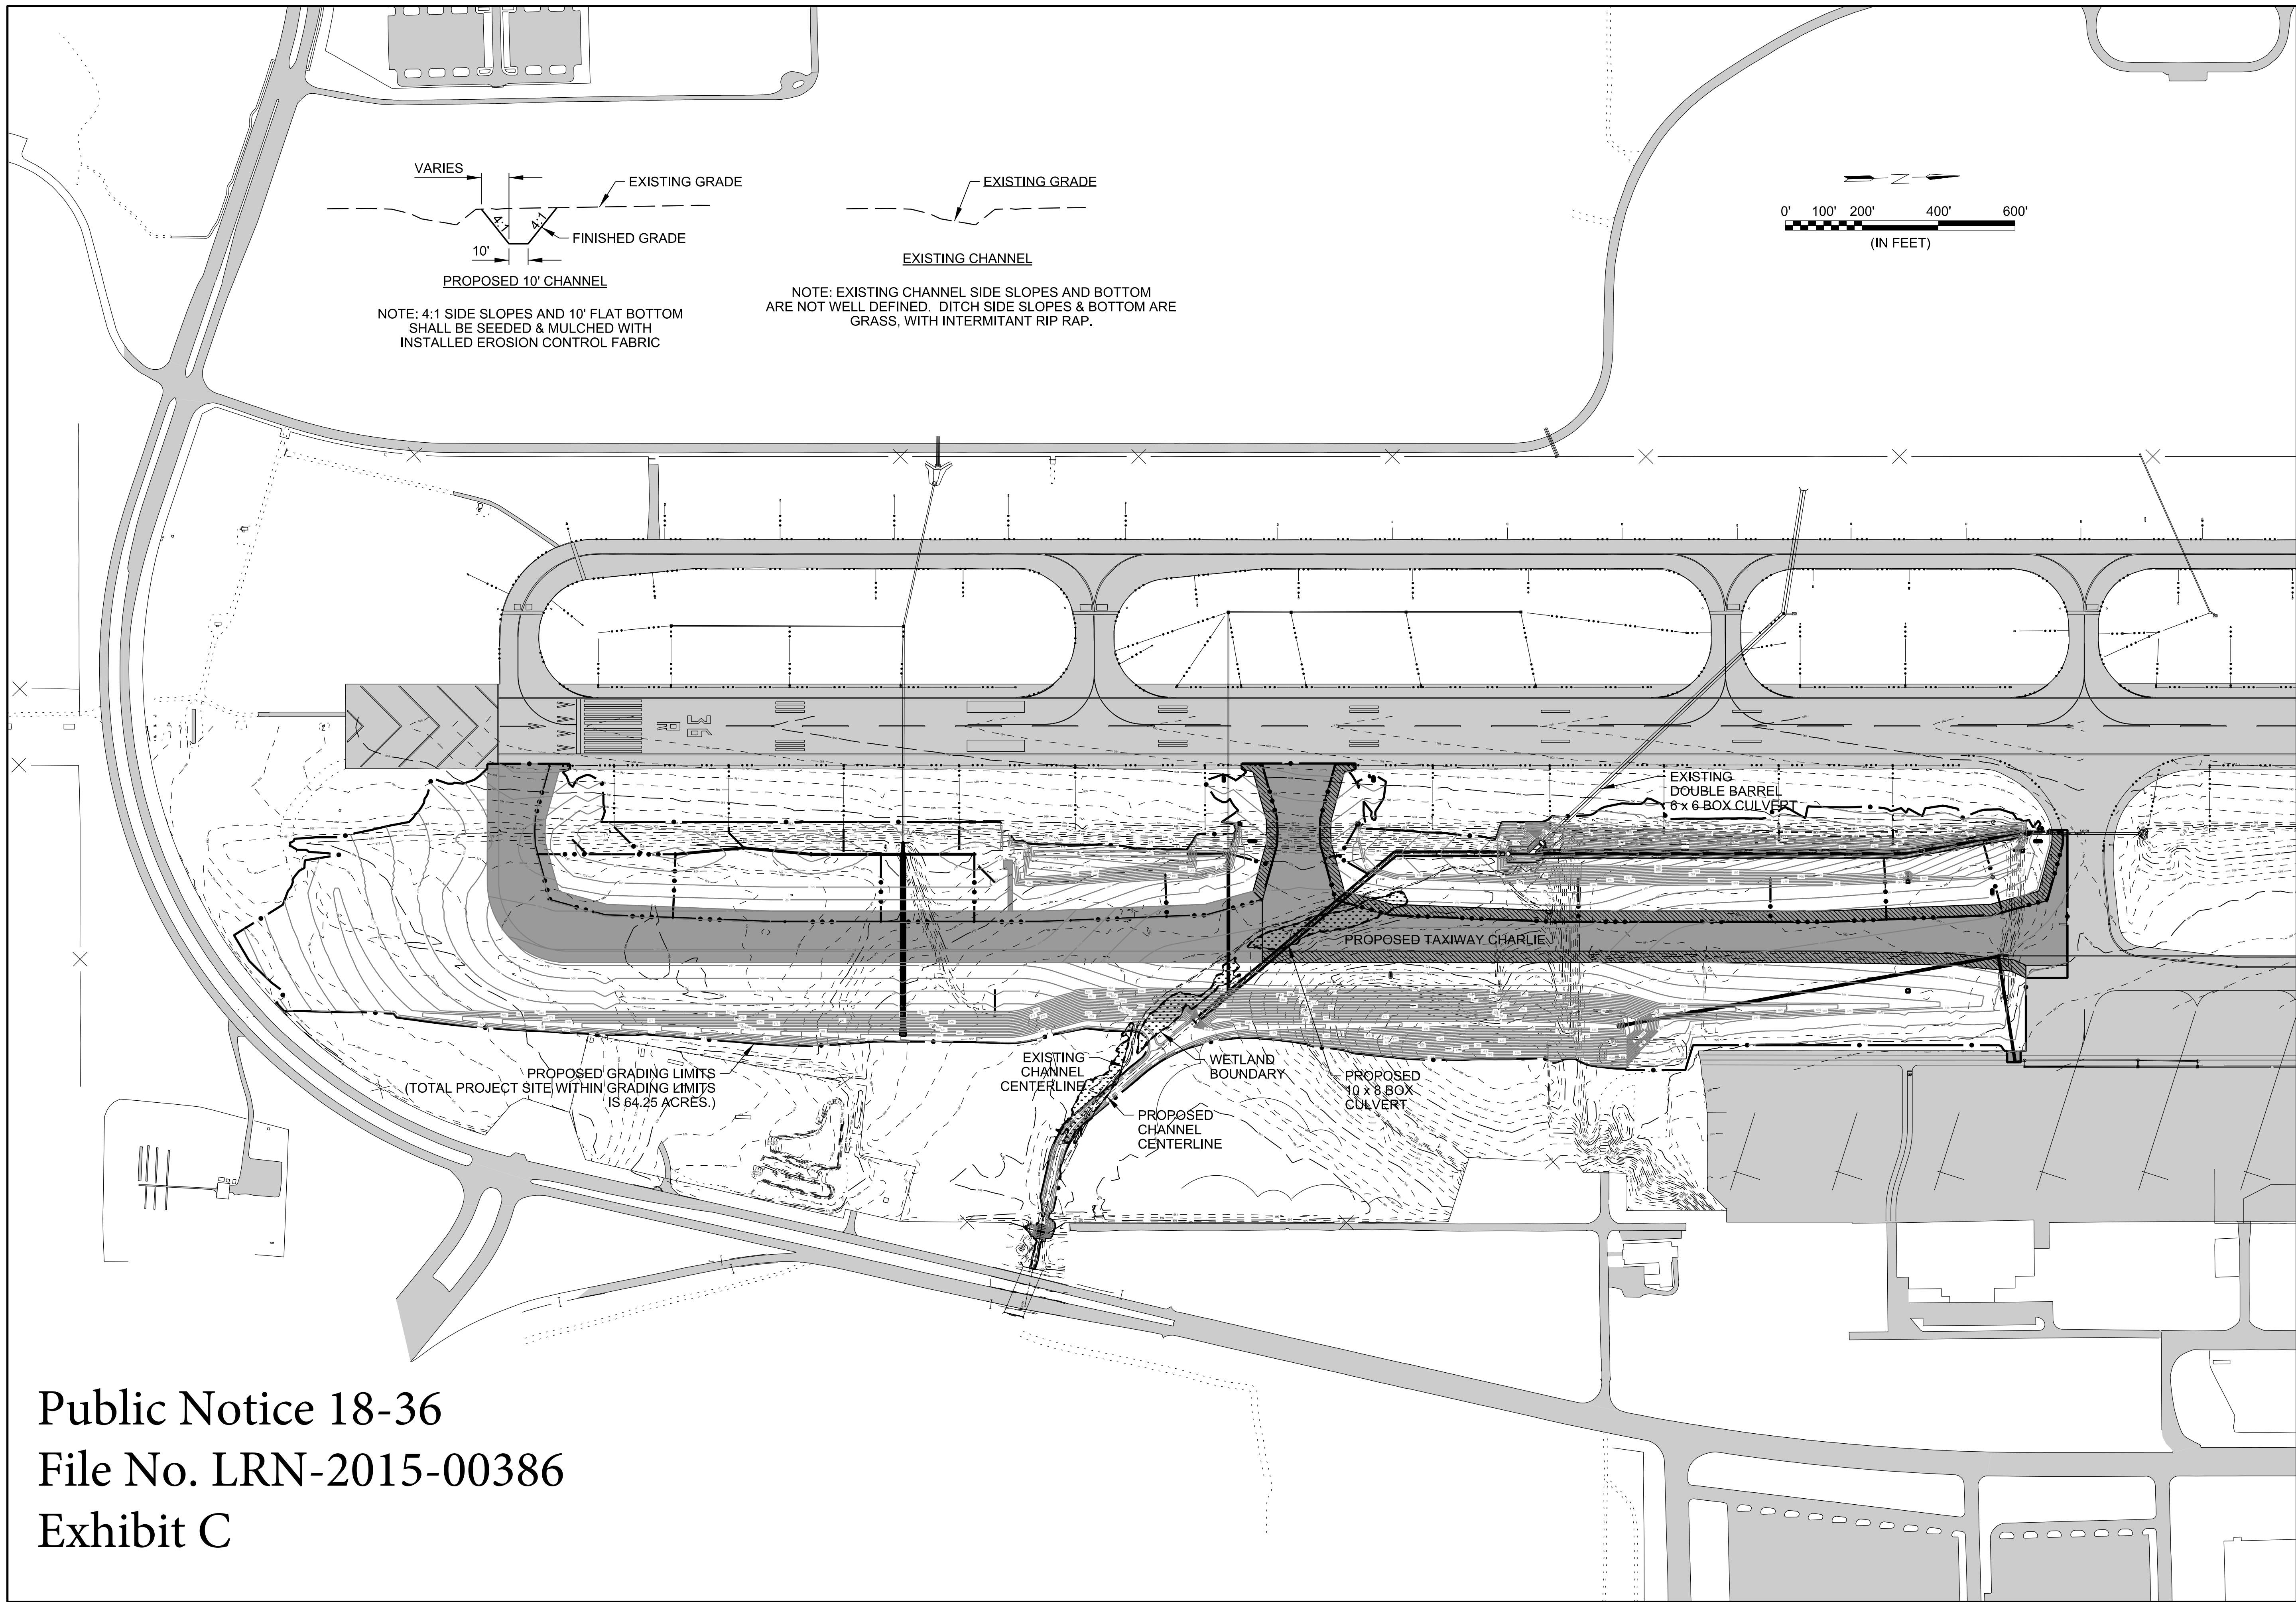 VARIES
EXISTING GRADE
4:1
4:1
FINISHED GRADE
10'
PROPOSED 10' CHANNEL
NOTE: 4:1 SIDE SLOPES AND 10' FLAT BOTTOM
SHALL BE SEEDED & MULCHED WITH
INSTALLED EROSION CONTROL FABRIC
EXISTING GRADE
EXISTING CHANNEL
NOTE: EXISTING CHANNEL SIDE SLOPES AND BOTTOM
ARE NOT WELL DEFINED. DITCH SIDE SLOPES & BOTTOM ARE
GRASS, WITH INTERMITANT RIP RAP.
Z
0' 100' 200' 400' 600'
(IN FEET)
EXISTING
DOUBLE BARREL
6 x 6 BOX CULVERT
PROPOSED TAXIWAY CHARLIE
PROPOSED GRADING LIMITS
(TOTAL PROJECT SITE WITHIN GRADING LIMITS
IS 64.25 ACRES.)
EXISTING
CHANNEL
CENTERLINE
WETLAND
BOUNDARY
PROPOSED
10 x 8 BOX
CULVERT
PROPOSED
CHANNEL
CENTERLINE
Public Notice 18-36
File No. LRN-2015-00386
Exhibit C